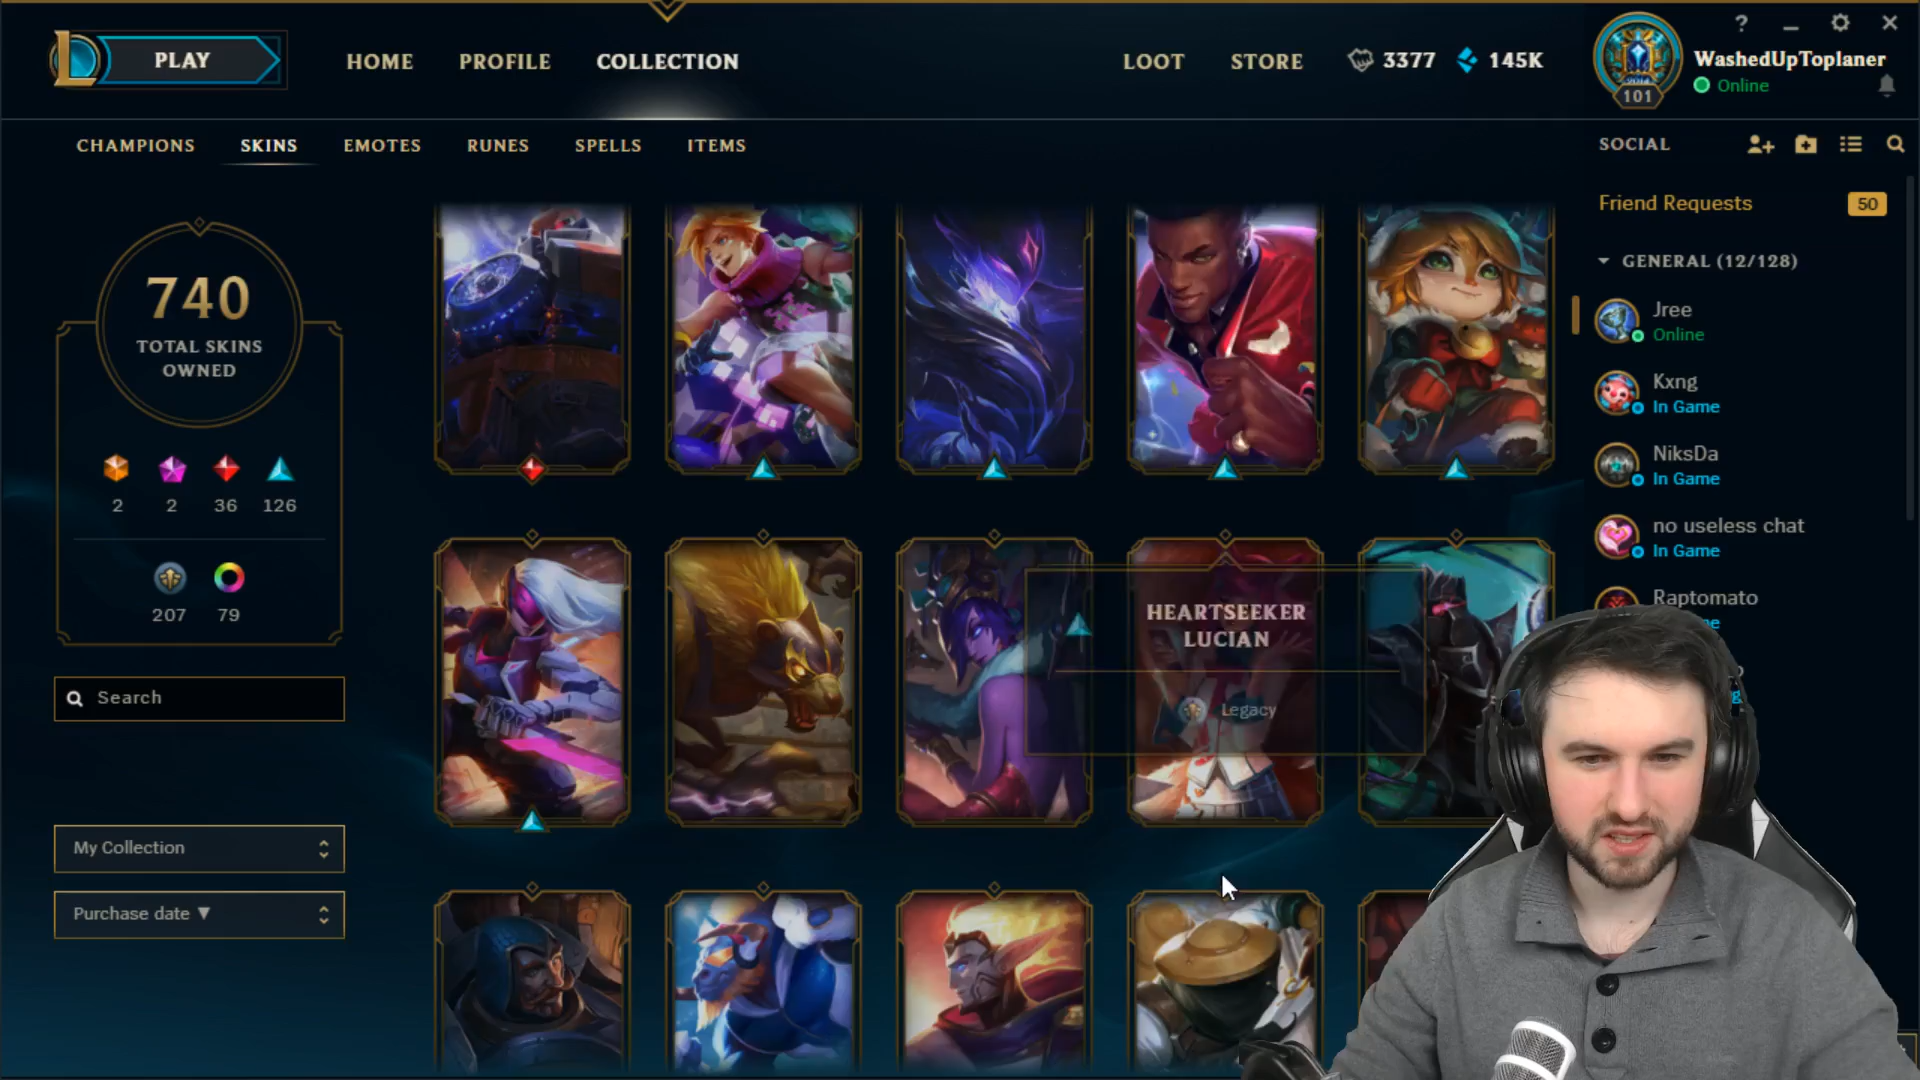 PLAY
HOME
PROFILE
COLLECTION
LOOT
STORE
3377
145K
101
WashedUpToplaner
Online
CHAMPIONS
SKINS
EMOTES
RUNES
SPELLS
ITEMS
SOCIAL
Friend Requests
50
GENERAL (12/128)
Jree
Online
Kxng
In Game
NiksDa
In Game
no useless chat
In Game
Raptomato
740
TOTAL SKINS
OWNED
2
2
36
126
207
79
Search
My Collection
Purchase date ▼
HEARTSEEKER
LUCIAN
Legacy